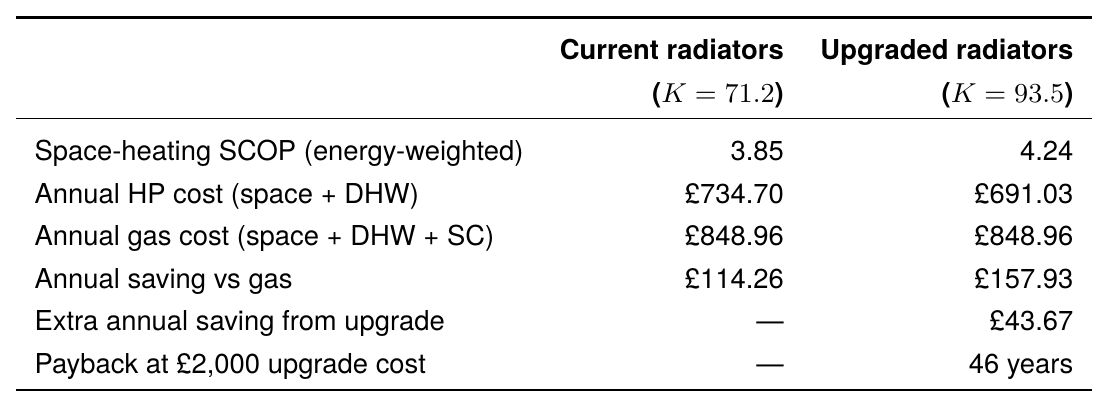 Current radiators Upgraded radiators
(K = 71.2) (K = 93.5)
Space-heating SCOP (energy-weighted) 3.85 4.24
Annual HP cost (space + DHW) £734.70 £691.03
Annual gas cost (space + DHW + SC) £848.96 £848.96
Annual saving vs gas £114.26 £157.93
Extra annual saving from upgrade — £43.67
Payback at £2,000 upgrade cost — 46 years